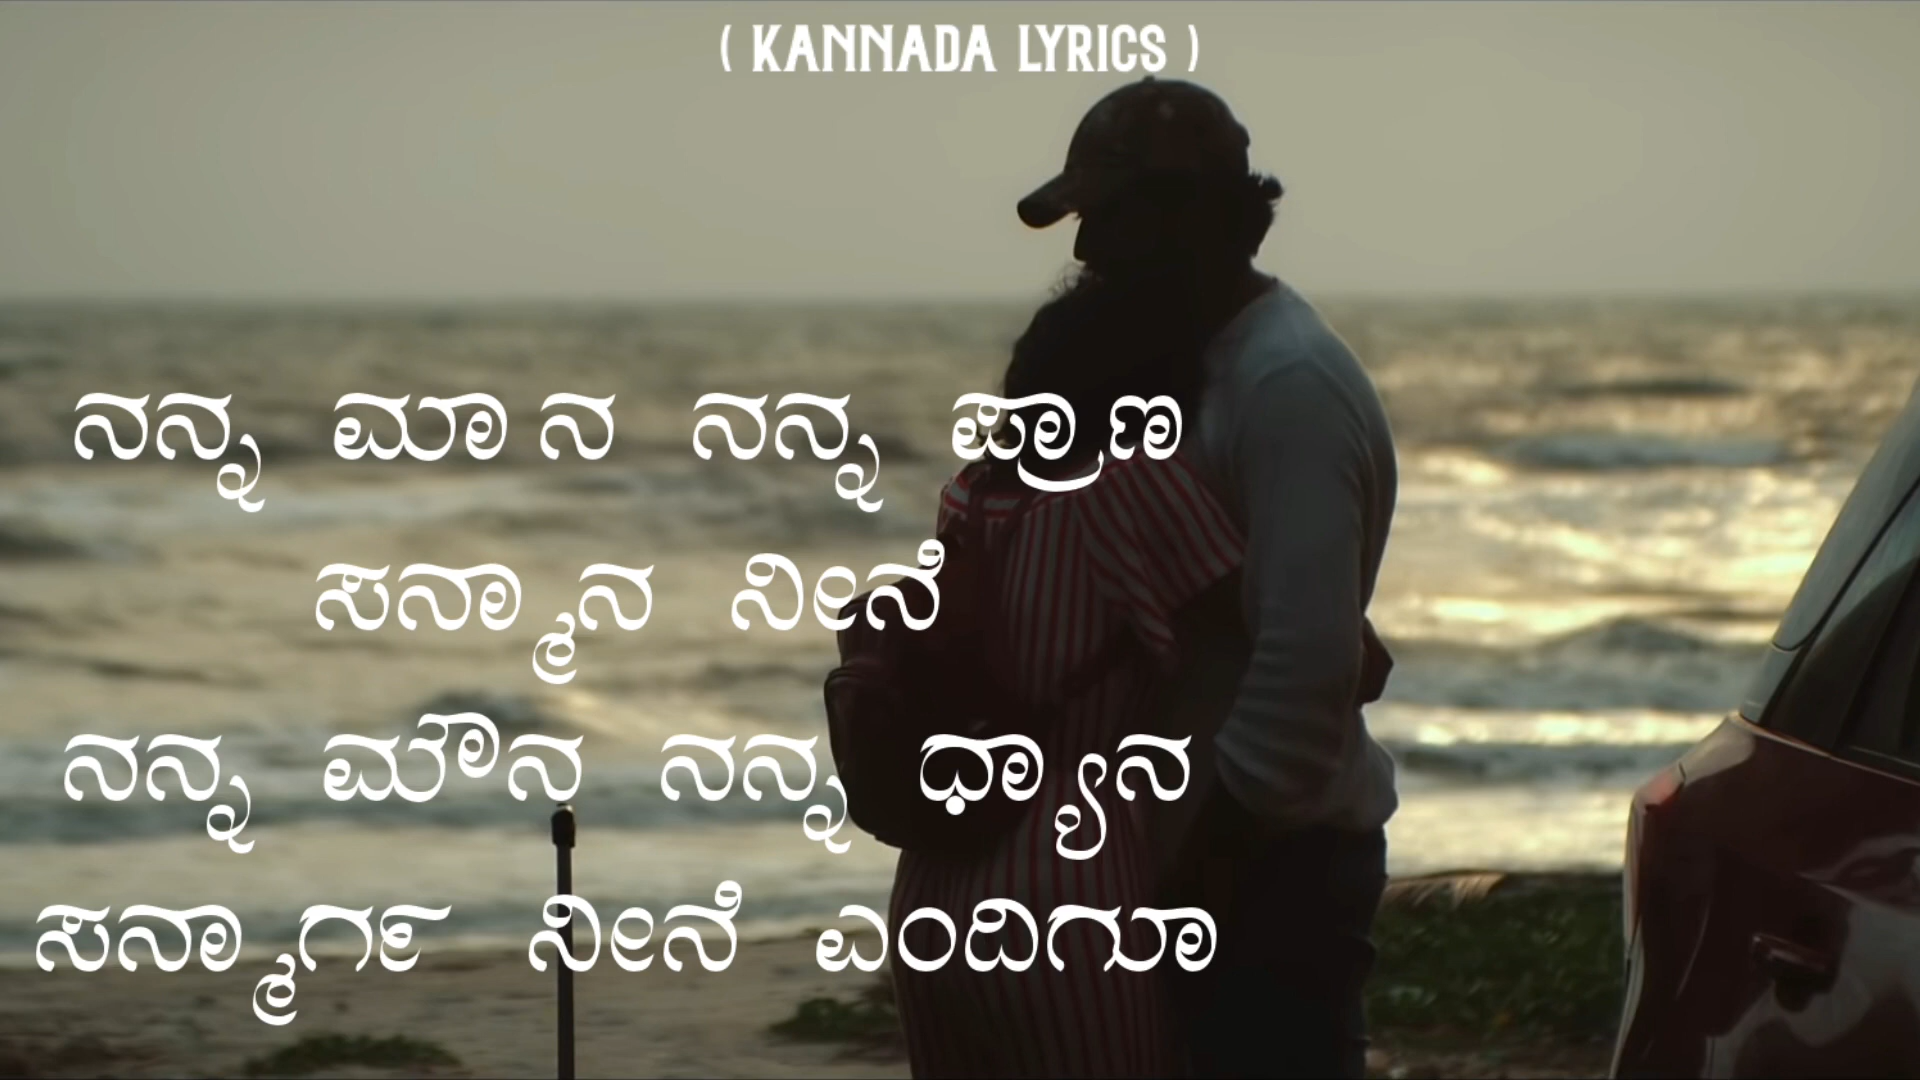 ( KANNADA LYRICS )
ನನ್ನ ಮಾನ ನನ್ನ ಪ್ರಾಣ
ಸನ್ಮಾನ ನೀನೆ
ನನ್ನ ಮೌನ ನನ್ನ ಧ್ಯಾನ
ಸನ್ಮಾರ್ಗ ನೀನೆ ಎಂದಿಗೂ